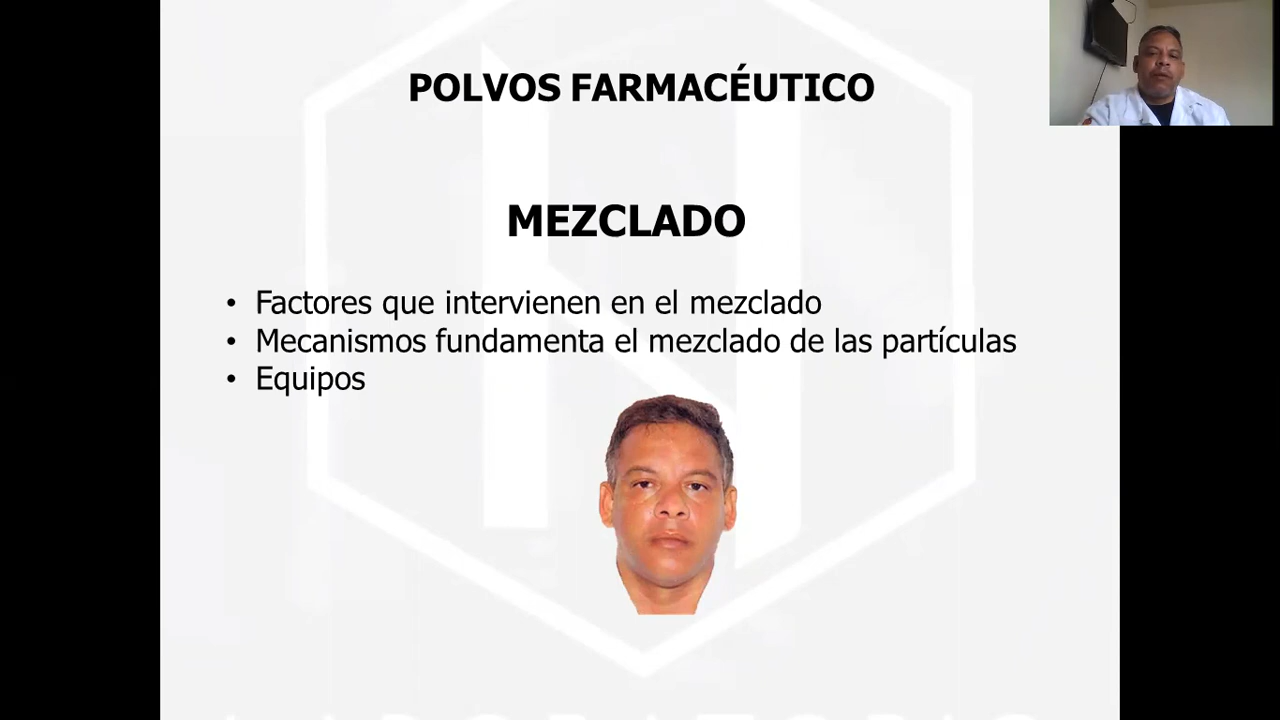 POLVOS FARMACÉUTICO
MEZCLADO
• Factores que intervienen en el mezclado
• Mecanismos fundamenta el mezclado de las partículas
• Equipos